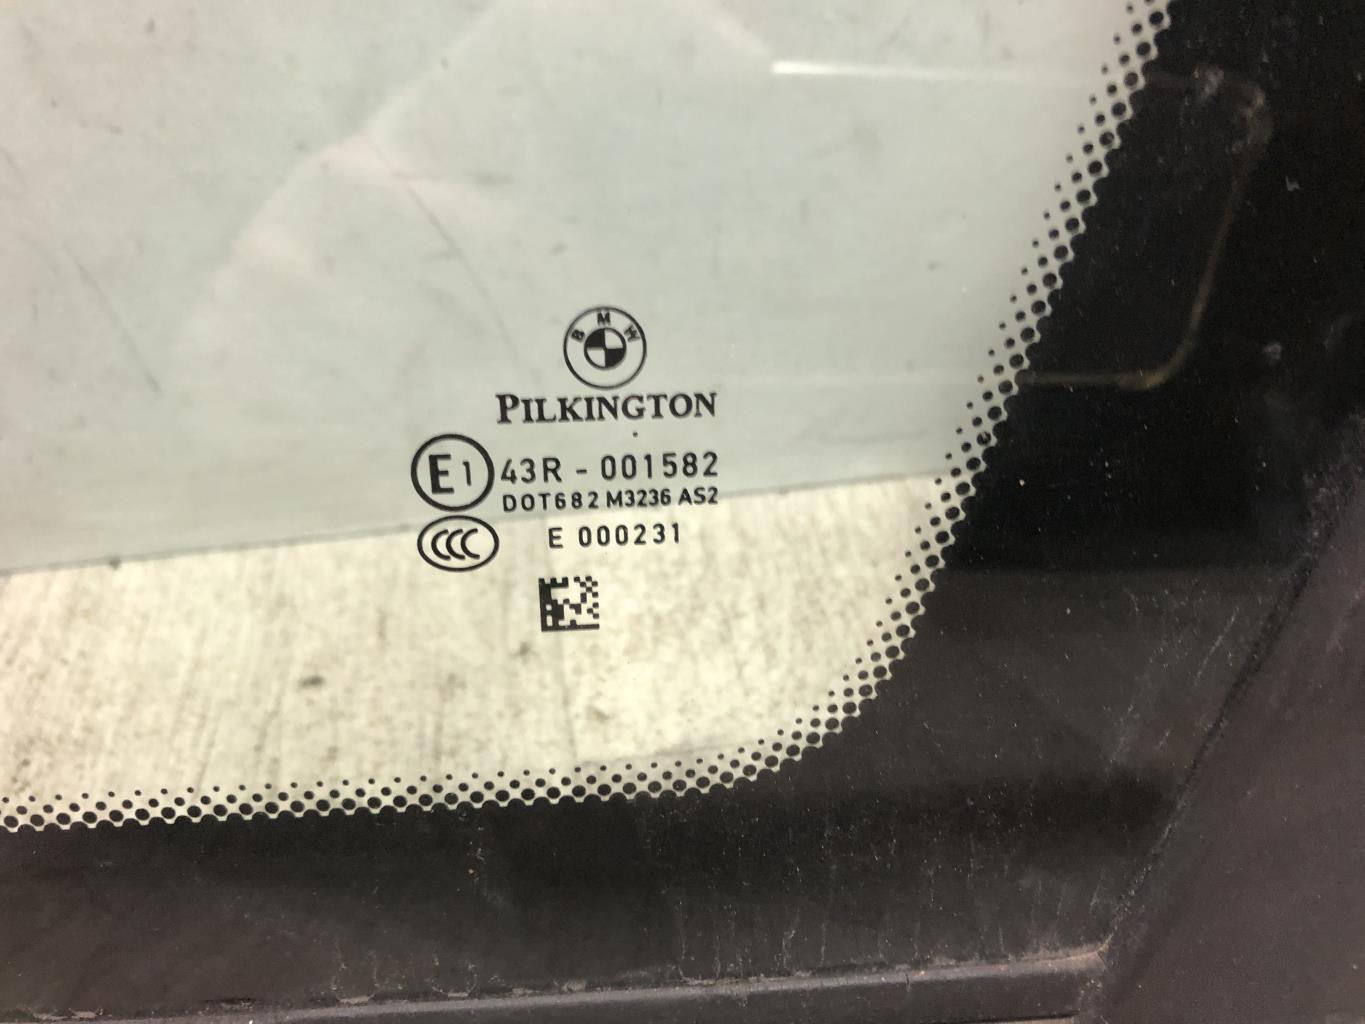 BMW
PILKINGTON
E1 43R - 001582
DOT682 M3236 AS2
CCC E 000231